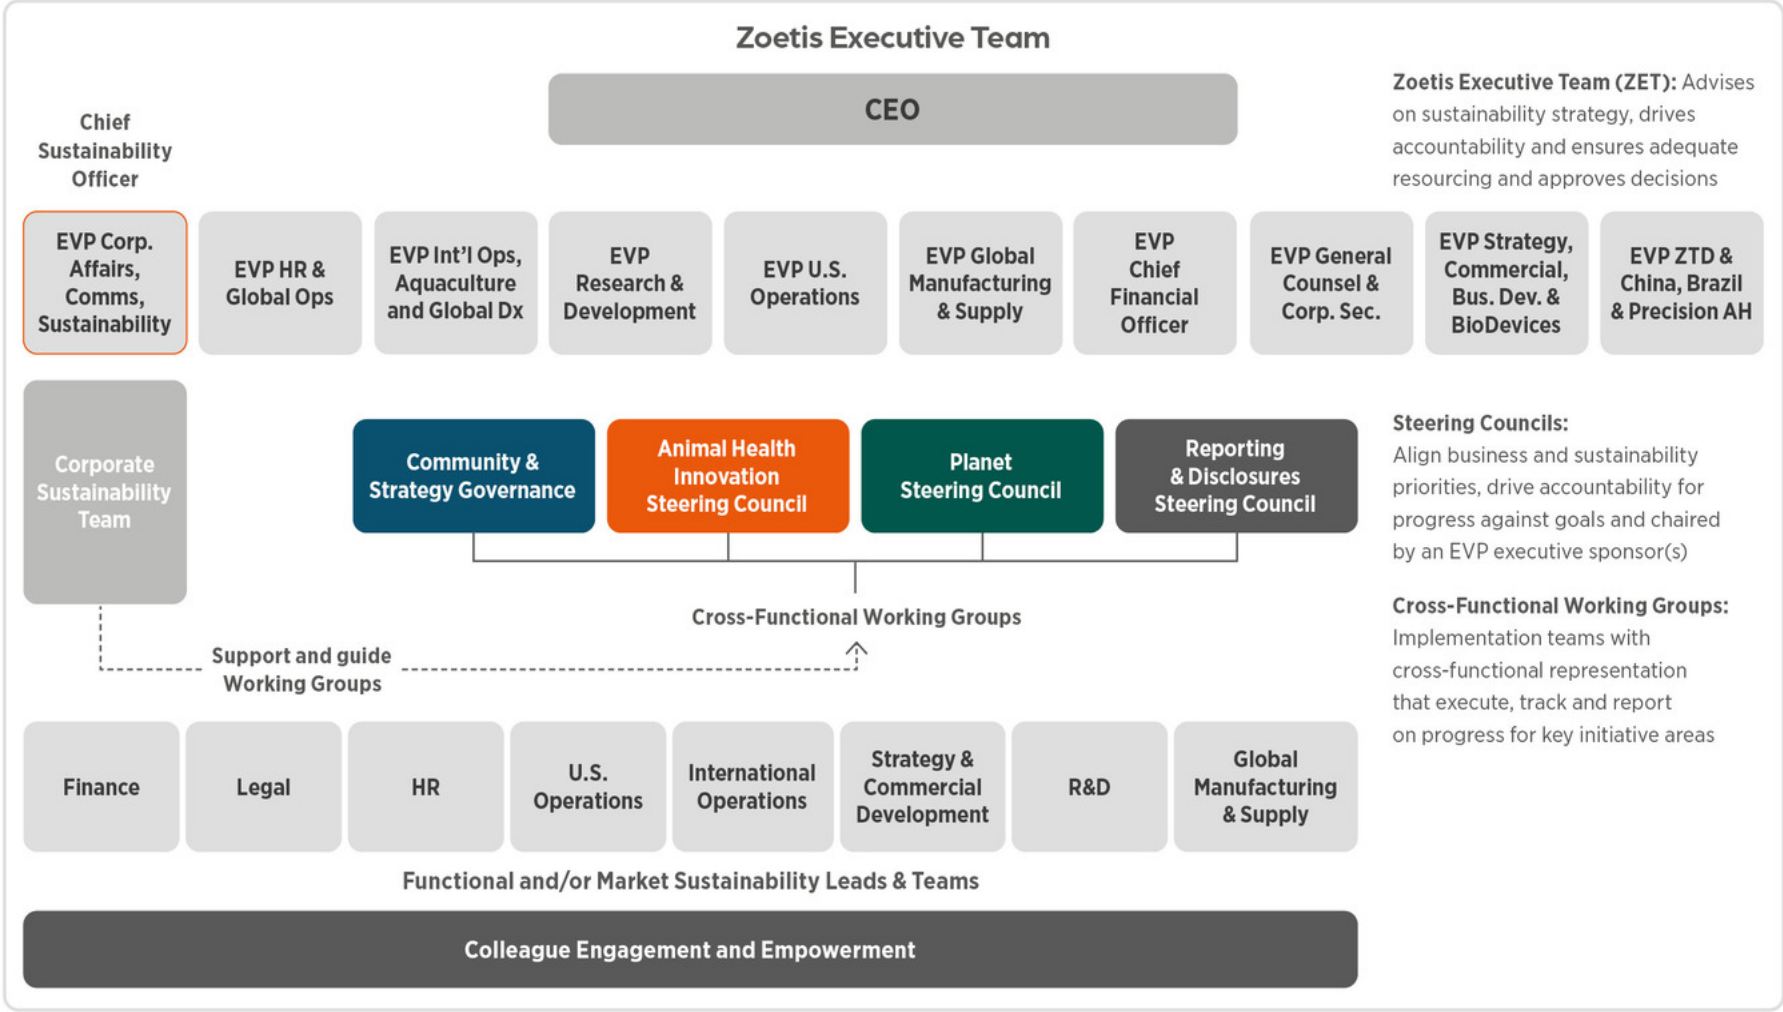 Zoetis Executive Team
CEO
Zoetis Executive Team (ZET): Advises
on sustainability strategy, drives
accountability and ensures adequate
resourcing and approves decisions
Chief
Sustainability
Officer
EVP Corp.
Affairs,
Comms,
Sustainability
EVP HR &
Global Ops
EVP Int'l Ops,
Aquaculture
and Global Dx
EVP
Research &
Development
EVP U.S.
Operations
EVP Global
Manufacturing
& Supply
EVP
Chief
Financial
Officer
EVP General
Counsel &
Corp. Sec.
EVP Strategy,
Commercial,
Bus. Dev. &
BioDevices
EVP ZTD &
China, Brazil
& Precision AH
Corporate
Sustainability
Team
Community &
Strategy Governance
Animal Health
Innovation
Steering Council
Planet
Steering Council
Reporting
& Disclosures
Steering Council
Steering Councils:
Align business and sustainability
priorities, drive accountability for
progress against goals and chaired
by an EVP executive sponsor(s)
Cross-Functional Working Groups
Cross-Functional Working Groups:
Implementation teams with
cross-functional representation
that execute, track and report
on progress for key initiative areas
Support and guide
Working Groups
Finance
Legal
HR
U.S.
Operations
International
Operations
Strategy &
Commercial
Development
R&D
Global
Manufacturing
& Supply
Functional and/or Market Sustainability Leads & Teams
Colleague Engagement and Empowerment